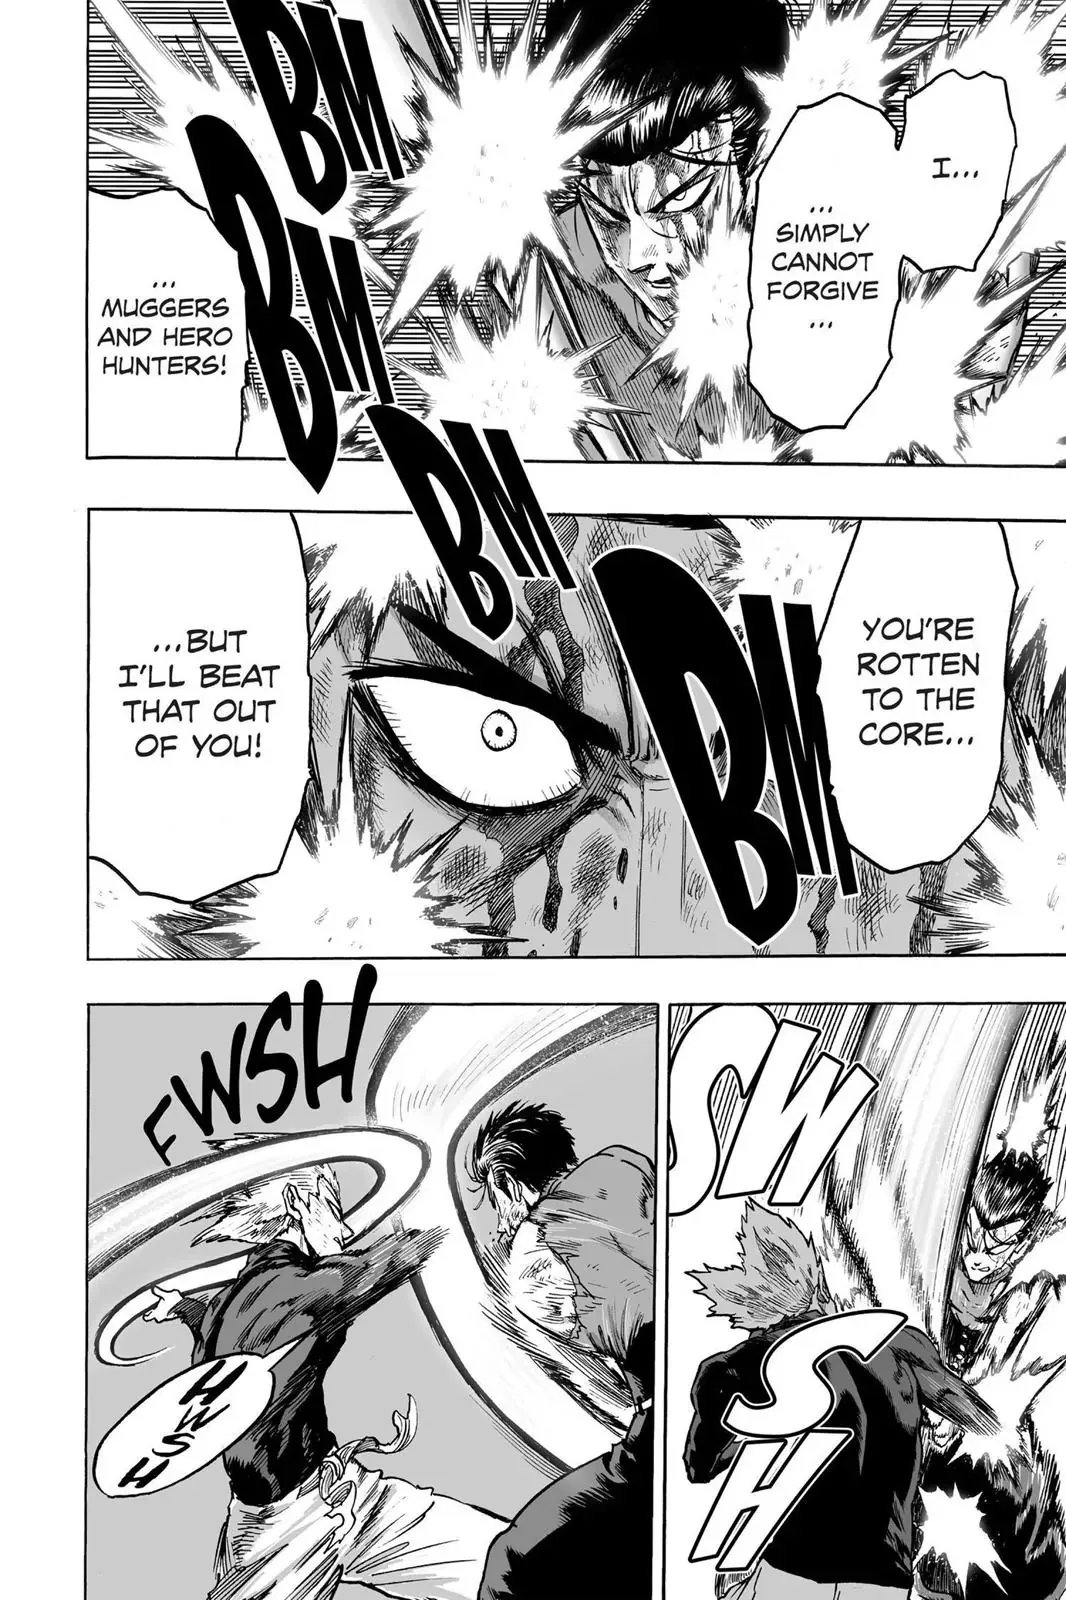 I...
...
SIMPLY
CANNOT
FORGIVE
...
BM
BM
BM
BM
...
MUGGERS
AND HERO
HUNTERS!
YOU'RE
ROTTEN
TO THE
CORE...
...BUT
I'LL BEAT
THAT OUT
OF YOU!
SW
SH
FWSH
HWSH